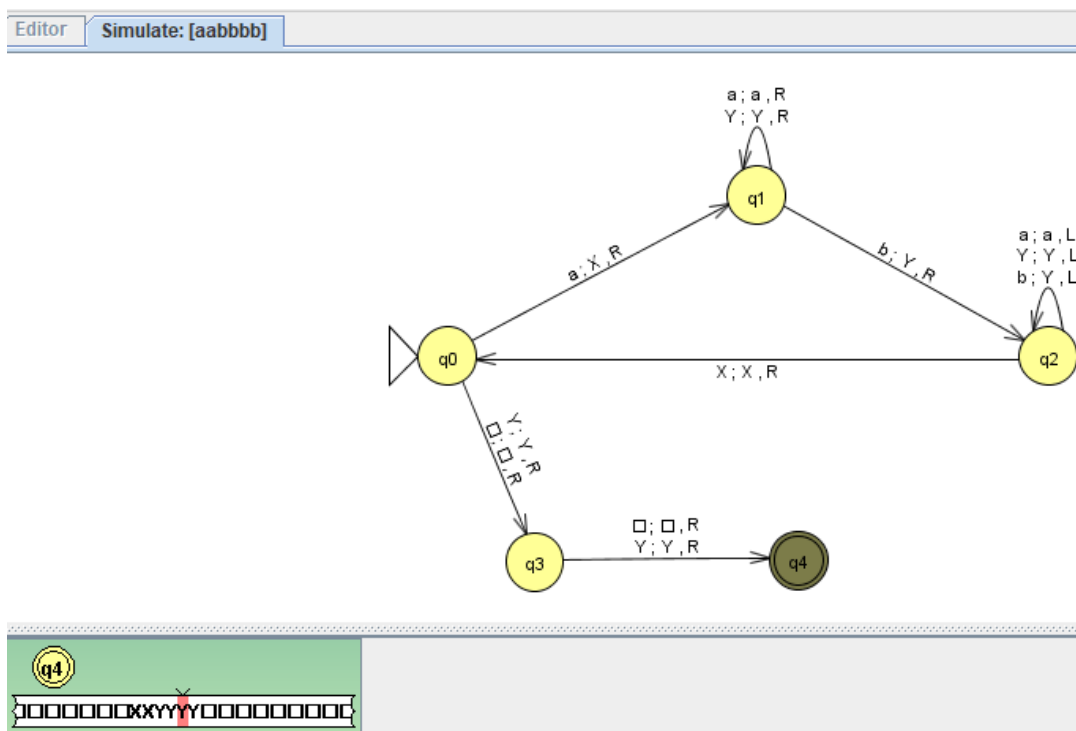 Editor
Simulate: [aabbbb]
a ; a , R
Y ; Y , R
q1
a ; X , R
b ; Y , R
a ; a , L
Y ; Y , L
b ; Y , L
q0
q2
X ; X , R
Y ; Y , R
□ ; □ , R
□ ; □ , R
Y ; Y , R
q3
q4
q4
□□□□□□□XXYYYY□□□□□□□□□□